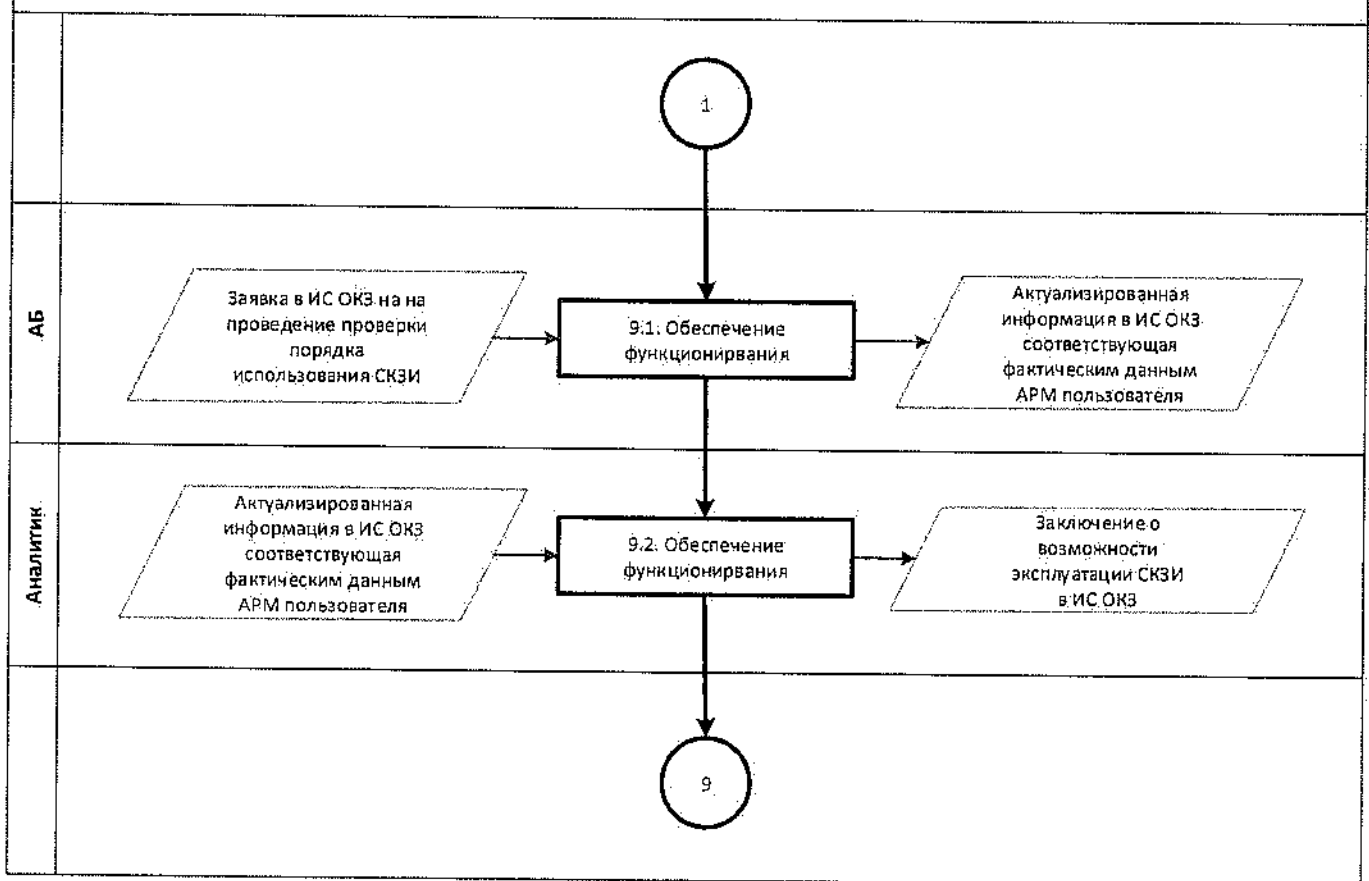 1
АБ
Заявка в ИС ОКЗ на на
проведение проверки
порядка
использования СКЗИ
9.1. Обеспечение
функционирвания
Актуализированная
информация в ИС ОКЗ
соответствующая
фактическим данным
АРМ пользователя
Аналитик
Актуализированная
информация в ИС ОКЗ
соответствующая
фактическим данным
АРМ пользователя
9.2. Обеспечение
функционирвания
Заключение о
возможности
эксплуатации СКЗИ
в ИС ОКЗ
9